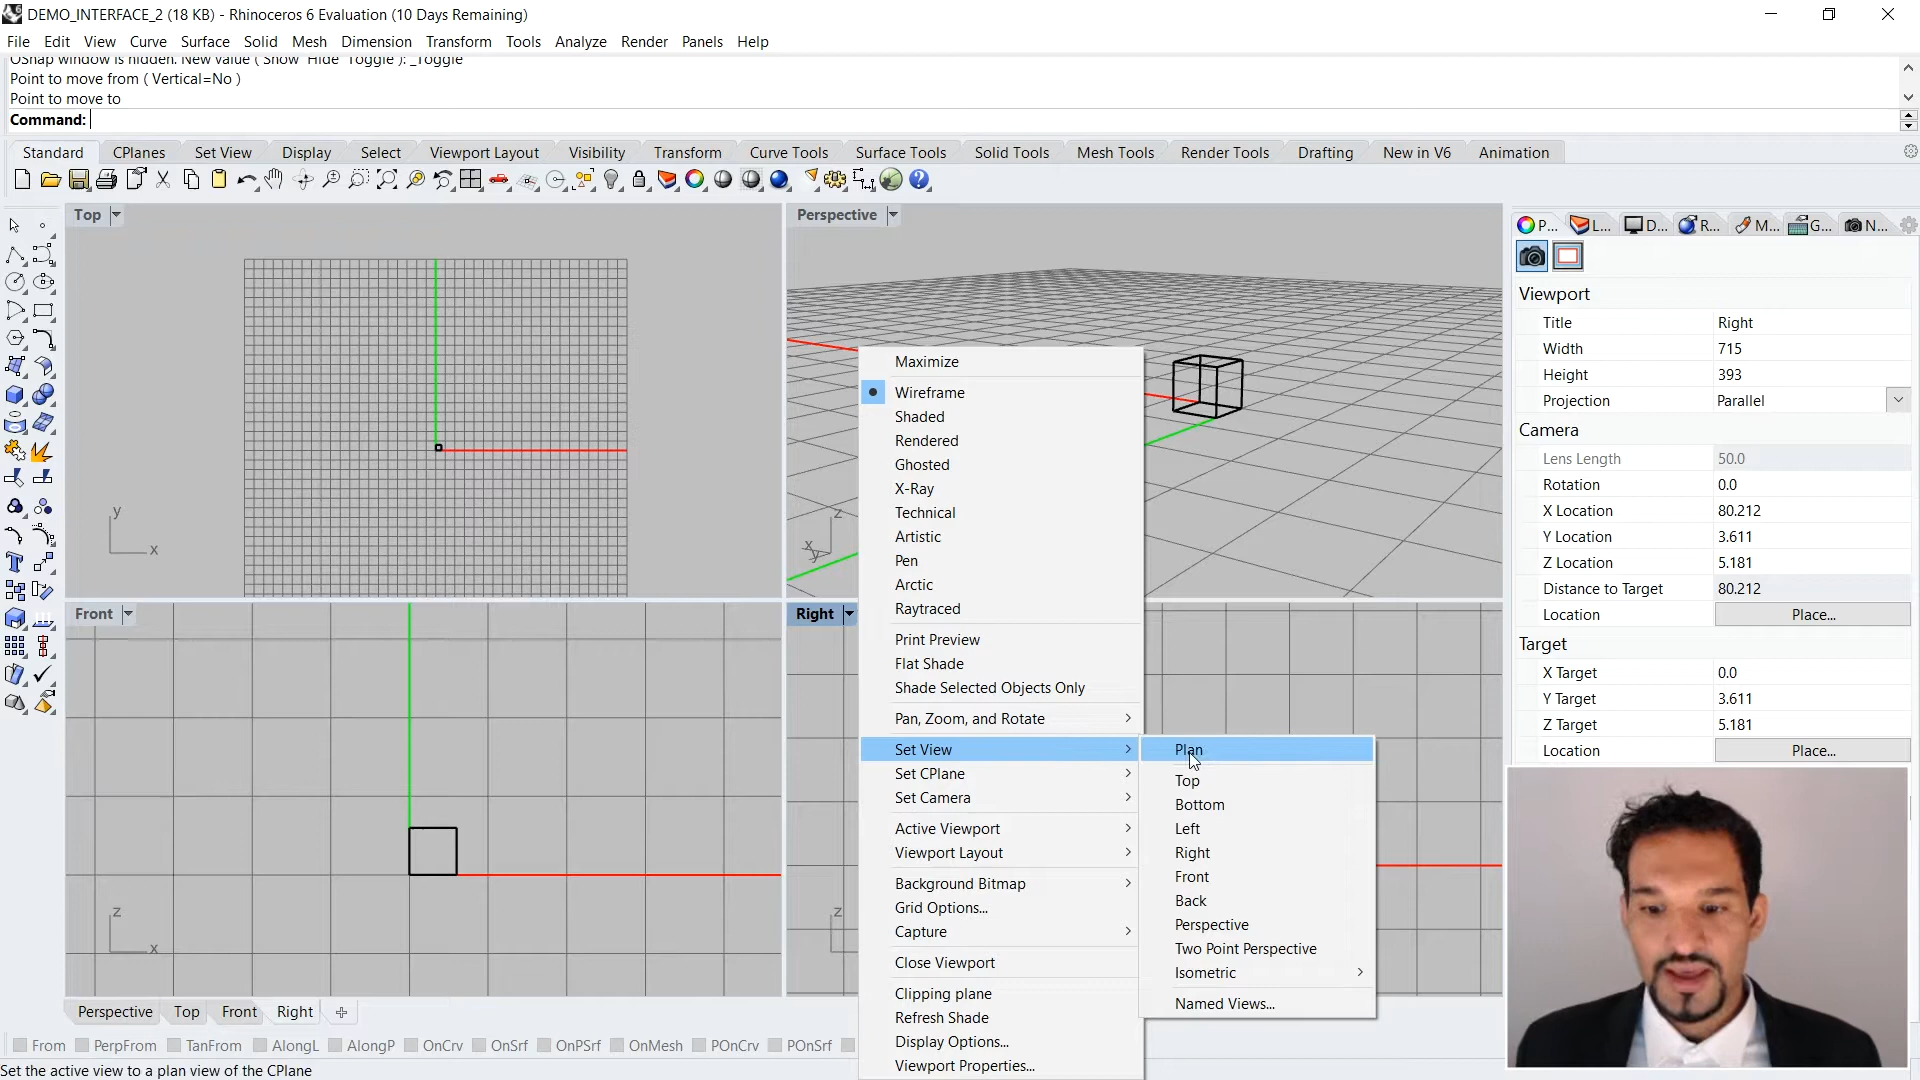 DEMO_INTERFACE_2 (18 KB) - Rhinoceros 6 Evaluation (10 Days Remaining)
File Edit View Curve Surface Solid Mesh Dimension Transform Tools Analyze Render Panels Help
OSnap window is hidden. New value ( Show Hide Toggle ): _Toggle
Point to move from ( Vertical=No )
Point to move to
Command:
Standard CPlanes Set View Display Select Viewport Layout Visibility Transform Curve Tools Surface Tools Solid Tools Mesh Tools Render Tools Drafting New in V6 Animation
Top
Perspective
P... L... D... R... M... G... N...
Viewport
Title Right
Width 715
Height 393
Projection Parallel
Camera
Lens Length 50.0
Rotation 0.0
X Location 80.212
Y Location 3.611
Z Location 5.181
Distance to Target 80.212
Location Place...
Target
X Target 0.0
Y Target 3.611
Z Target 5.181
Location Place...
y
x
z
x
y
Front
Right
z
x
z
Maximize
Wireframe
Shaded
Rendered
Ghosted
X-Ray
Technical
Artistic
Pen
Arctic
Raytraced
Print Preview
Flat Shade
Shade Selected Objects Only
Pan, Zoom, and Rotate
Set View
Set CPlane
Set Camera
Active Viewport
Viewport Layout
Background Bitmap
Grid Options...
Capture
Close Viewport
Clipping plane
Refresh Shade
Display Options...
Viewport Properties...
Plan
Top
Bottom
Left
Right
Front
Back
Perspective
Two Point Perspective
Isometric
Named Views...
Perspective Top Front Right
From PerpFrom TanFrom AlongL AlongP OnCrv OnSrf OnPSrf OnMesh POnCrv POnSrf
Set the active view to a plan view of the CPlane